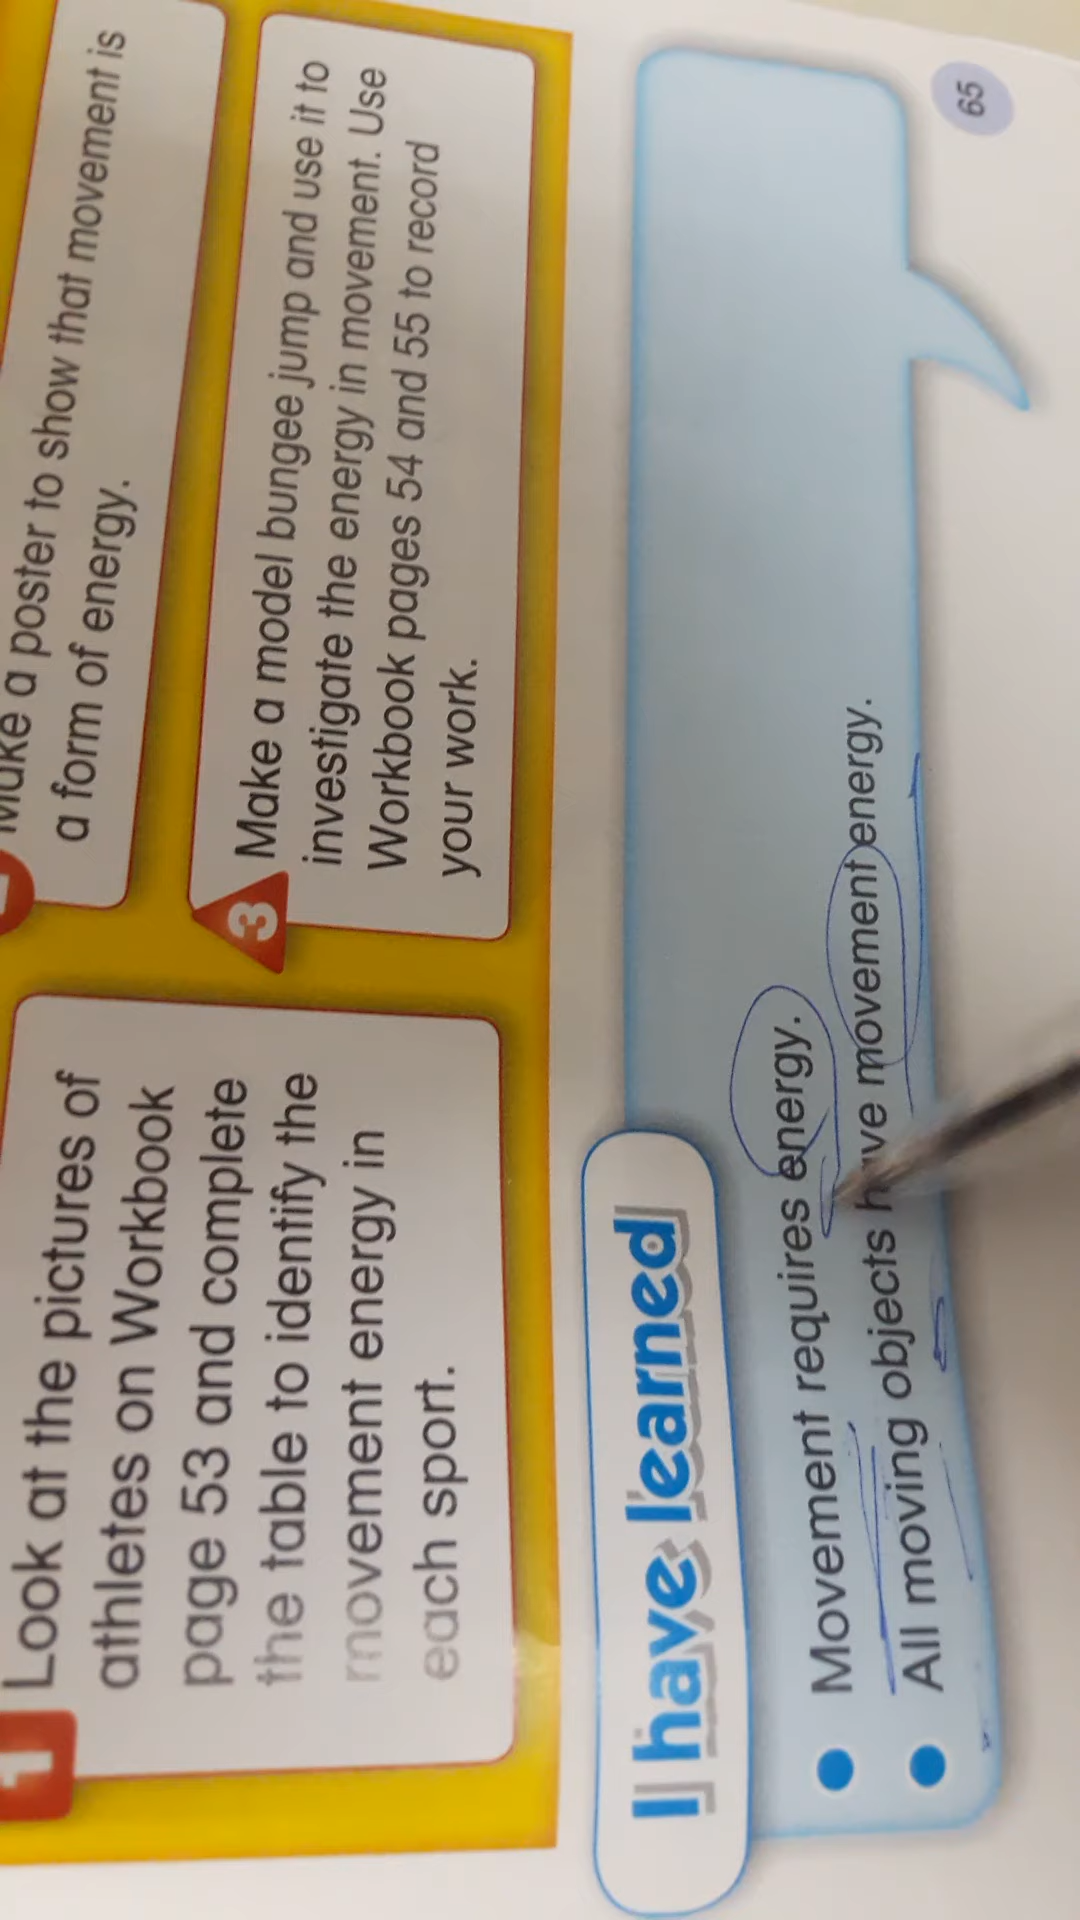 1
Look at the pictures of
athletes on Workbook
page 53 and complete
the table to identify the
movement energy in
each sport.
Make a poster to show that movement is
a form of energy.
3
Make a model bungee jump and use it to
investigate the energy in movement. Use
Workbook pages 54 and 55 to record
your work.
I have learned
● Movement requires energy.
● All moving objects have movement energy.
65